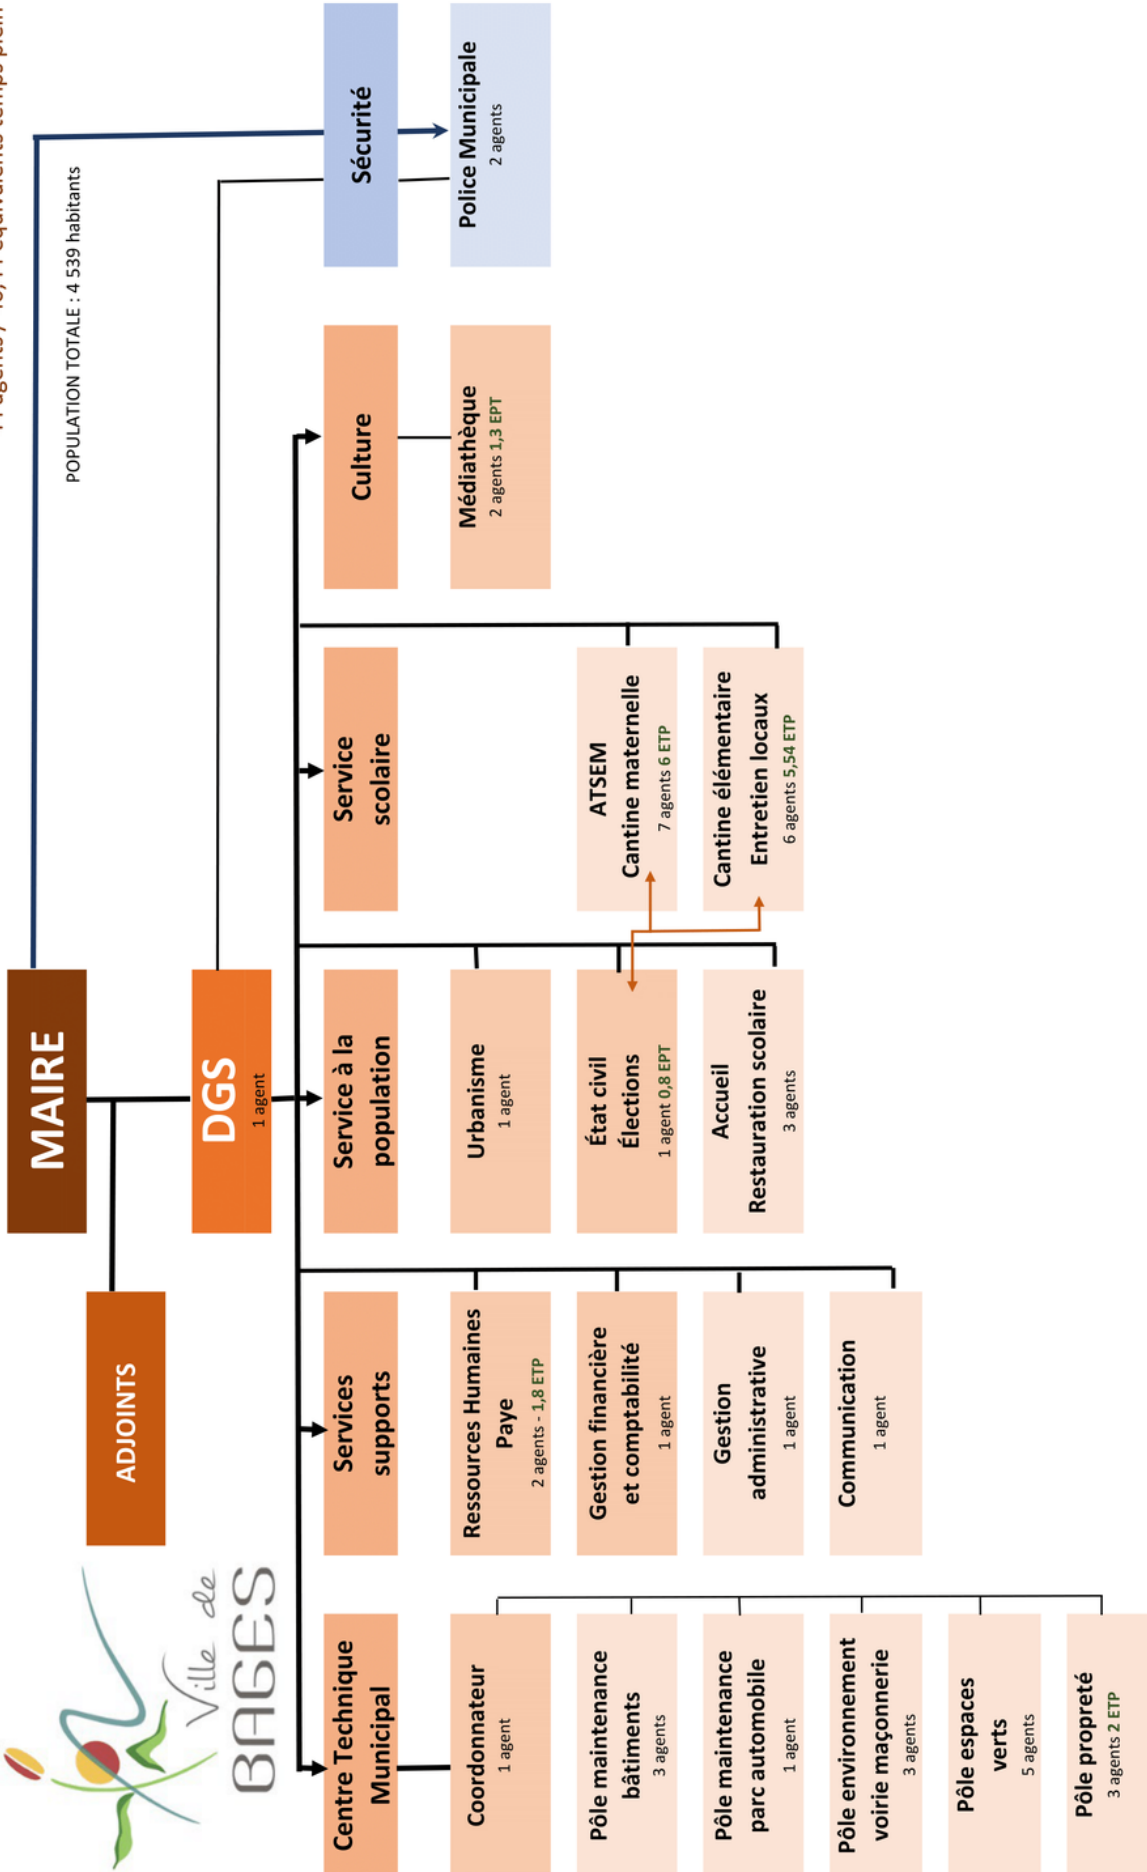 équivalents temps plein
POPULATION TOTALE : 4 539 habitants
Ville de
BAGES
MAIRE
ADJOINTS
DGS
1 agent
Centre Technique
Municipal
Coordonnateur
1 agent
Pôle maintenance
bâtiments
3 agents
Pôle maintenance
parc automobile
1 agent
Pôle environnement
voirie maçonnerie
3 agents
Pôle espaces
verts
5 agents
Pôle propreté
3 agents 2 ETP
Services
supports
Ressources Humaines
Paye
2 agents - 1,8 ETP
Gestion financière
et comptabilité
1 agent
Gestion
administrative
1 agent
Communication
1 agent
Service à la
population
Urbanisme
1 agent
État civil
Élections
1 agent 0,8 EPT
Accueil
Restauration scolaire
3 agents
Service
scolaire
ATSEM
Cantine maternelle
7 agents 6 ETP
Cantine élémentaire
Entretien locaux
6 agents 5,54 ETP
Culture
Médiathèque
2 agents 1,3 EPT
Sécurité
Police Municipale
2 agents